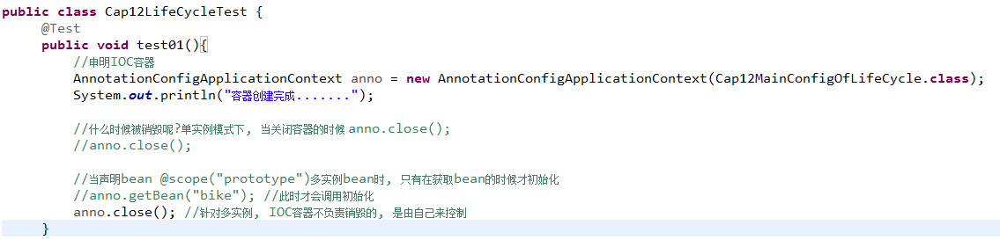 public class Cap12LifeCycleTest {
@Test
public void test01(){
//申明IOC容器
AnnotationConfigApplicationContext anno = new AnnotationConfigApplicationContext(Cap12MainConfigOfLifeCycle.class);
System.out.println("容器创建完成.......");
//什么时候被销毁呢?单实例模式下, 当关闭容器的时候 anno.close();
//anno.close();
//当声明bean @scope("prototype")多实例bean时, 只有在获取bean的时候才初始化
//anno.getBean("bike"); //此时才会调用初始化
anno.close(); //针对多实例, IOC容器不负责销毁的, 是由自己来控制
}